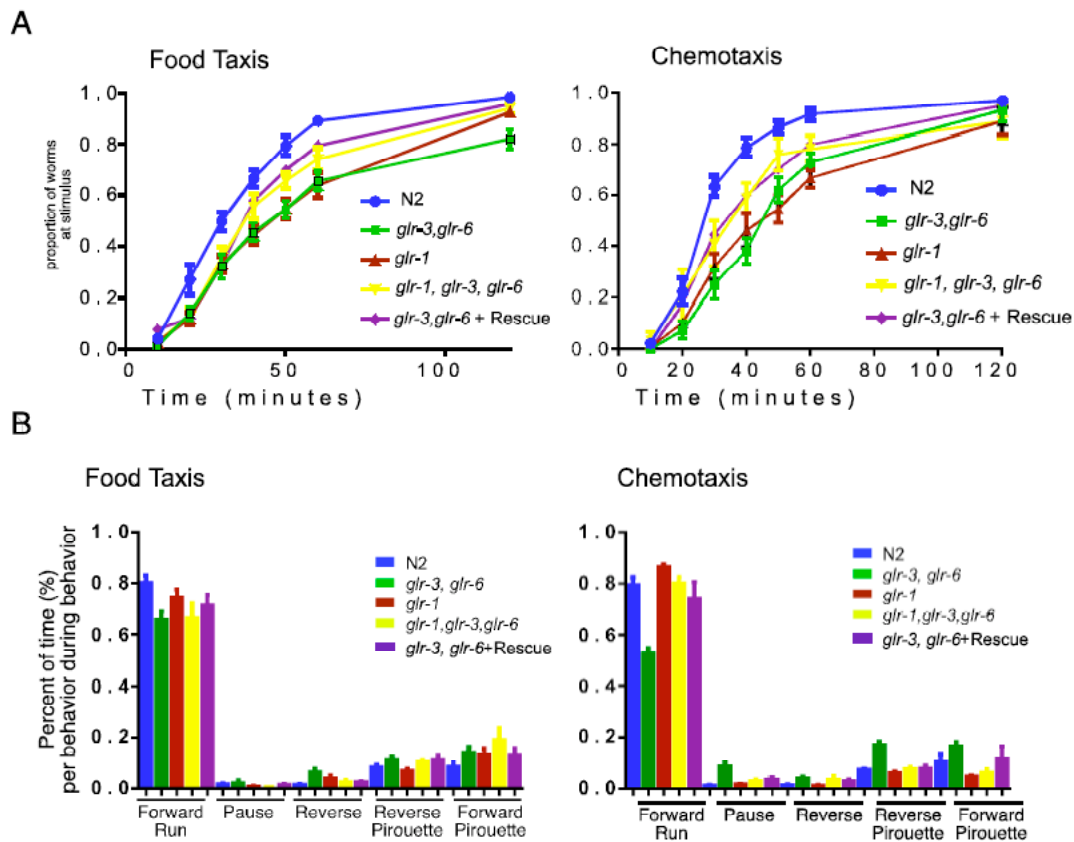 A
Food Taxis
Chemotaxis
proportion of worms
at stimulus
1.0
0.8
0.6
0.4
0.2
0.0
0
50
100
Time (minutes)
N2
glr-3,glr-6
glr-1
glr-1, glr-3, glr-6
glr-3,glr-6 + Rescue
1.0
0.8
0.6
0.4
0.2
0.0
0
20
40
60
80
100
120
Time (minutes)
N2
glr-3,glr-6
glr-1
glr-1, glr-3, glr-6
glr-3,glr-6 + Rescue
B
Food Taxis
Chemotaxis
Percent of time (%)
per behavior during behavior
1.0
0.8
0.6
0.4
0.2
0.0
N2
glr-3, glr-6
glr-1
glr-1,glr-3,glr-6
glr-3, glr-6+Rescue
Forward
Run
Pause
Reverse
Reverse
Pirouette
Forward
Pirouette
1.0
0.8
0.6
0.4
0.2
0.0
N2
glr-3, glr-6
glr-1
glr-1,glr-3,glr-6
glr-3, glr-6+Rescue
Forward
Run
Pause
Reverse
Reverse
Pirouette
Forward
Pirouette